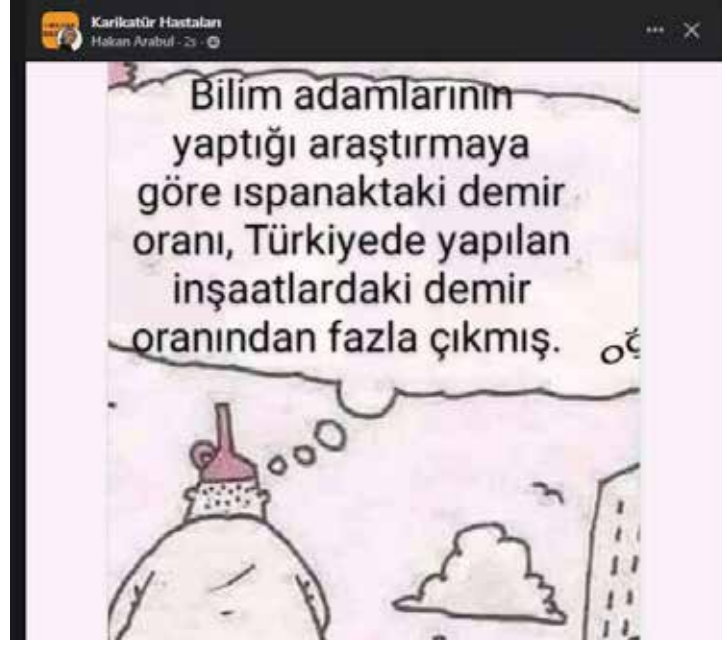 Karikatür Hastaları
Hakan Arabul · 2s ·
Bilim adamlarının
yaptığı araştırmaya
göre ıspanaktaki demir
oranı, Türkiyede yapılan
inşaatlardaki demir
oranından fazla çıkmış.